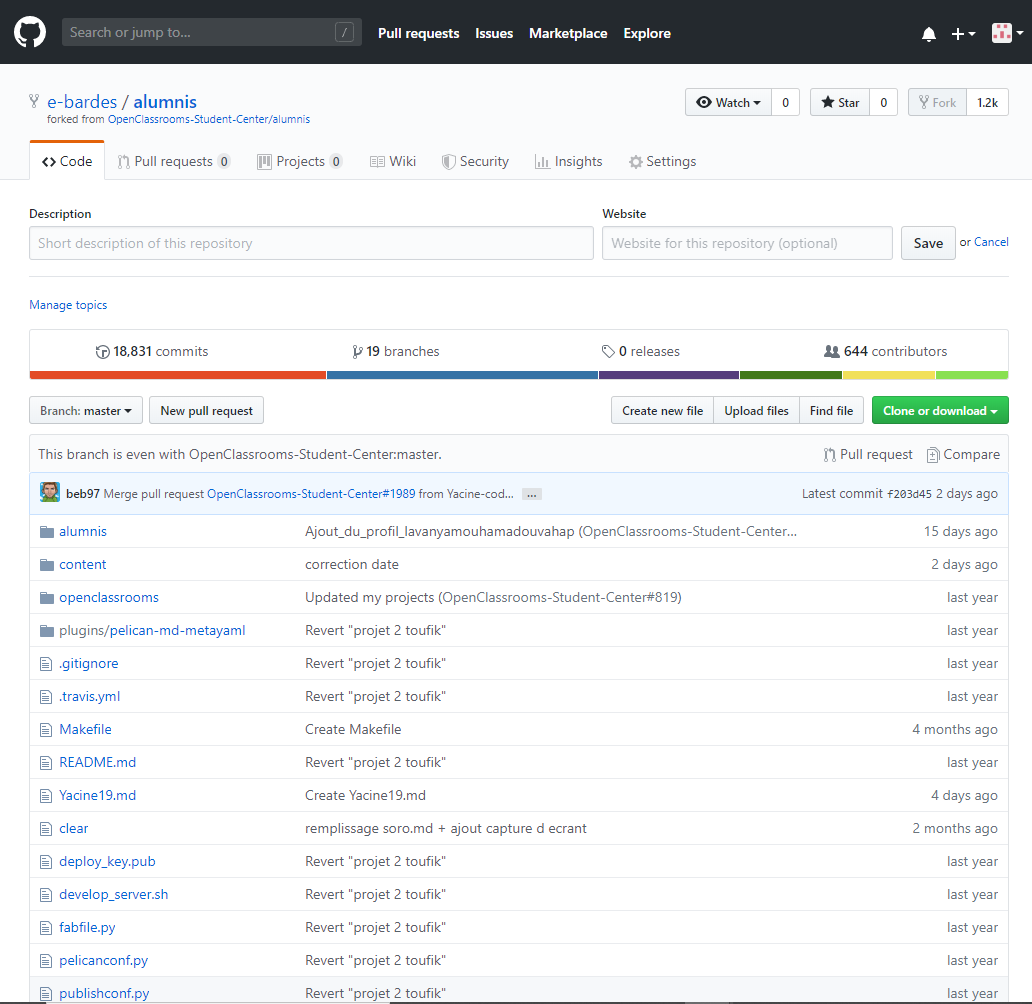 Search or jump to... /
Pull requests Issues Marketplace Explore
e-bardes / alumnis
forked from OpenClassrooms-Student-Center/alumnis
Watch 0 Star 0 Fork 1.2k
Code Pull requests 0 Projects 0 Wiki Security Insights Settings
Description Website
Short description of this repository Website for this repository (optional) Save or Cancel
Manage topics
18,831 commits 19 branches 0 releases 644 contributors
Branch: master New pull request Create new file Upload files Find file Clone or download
This branch is even with OpenClassrooms-Student-Center:master. Pull request Compare
beb97 Merge pull request OpenClassrooms-Student-Center#1989 from Yacine-cod... ... Latest commit f203d45 2 days ago
alumnis Ajout_du_profil_lavanyamouhamadouvahap (OpenClassrooms-Student-Center... 15 days ago
content correction date 2 days ago
openclassrooms Updated my projects (OpenClassrooms-Student-Center#819) last year
plugins/pelican-md-metayaml Revert "projet 2 toufik" last year
.gitignore Revert "projet 2 toufik" last year
.travis.yml Revert "projet 2 toufik" last year
Makefile Create Makefile 4 months ago
README.md Revert "projet 2 toufik" last year
Yacine19.md Create Yacine19.md 4 days ago
clear remplissage soro.md + ajout capture d ecrant 2 months ago
deploy_key.pub Revert "projet 2 toufik" last year
develop_server.sh Revert "projet 2 toufik" last year
fabfile.py Revert "projet 2 toufik" last year
pelicanconf.py Revert "projet 2 toufik" last year
publishconf.py Revert "projet 2 toufik" last year